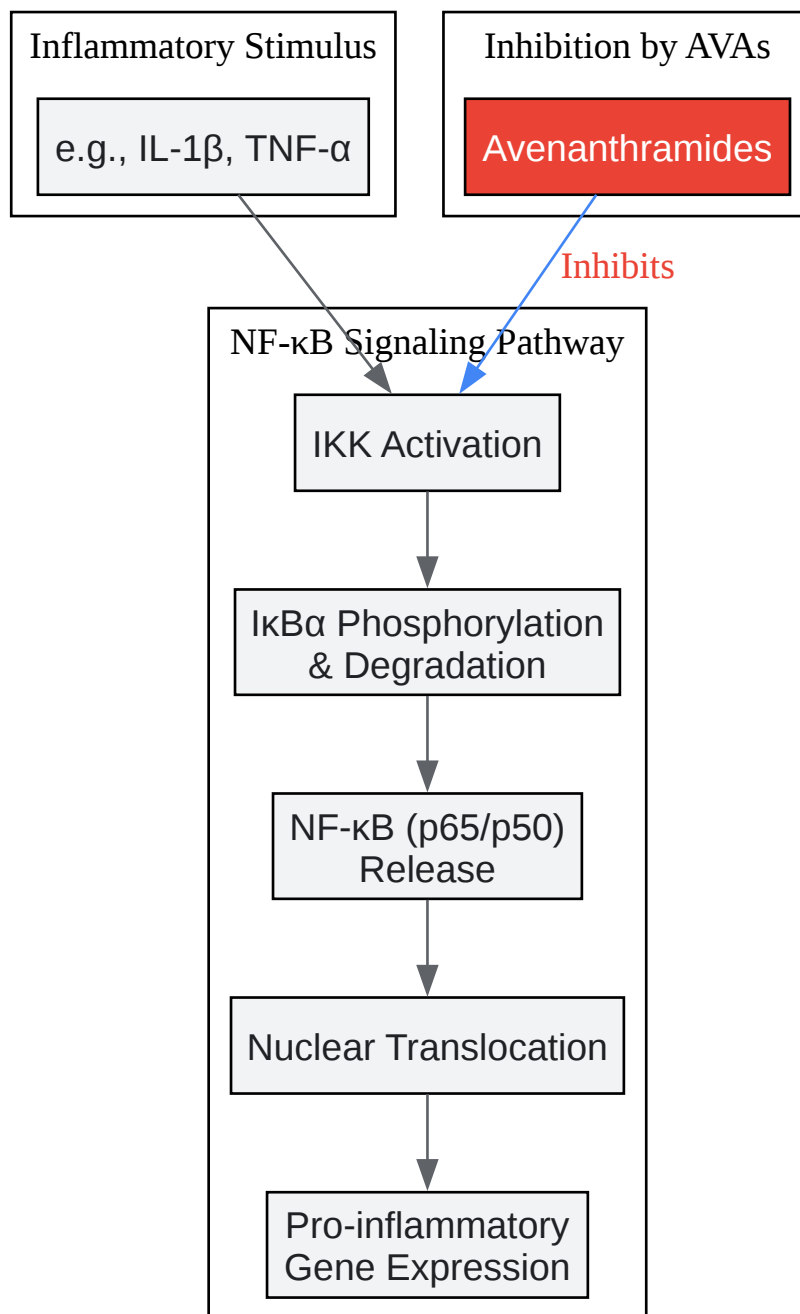 Inflammatory Stimulus
e.g., IL-1β, TNF-α
Inhibition by AVAs
Avenanthramides
Inhibits
NF-κB Signaling Pathway
IKK Activation
IκBα Phosphorylation
& Degradation
NF-κB (p65/p50)
Release
Nuclear Translocation
Pro-inflammatory
Gene Expression